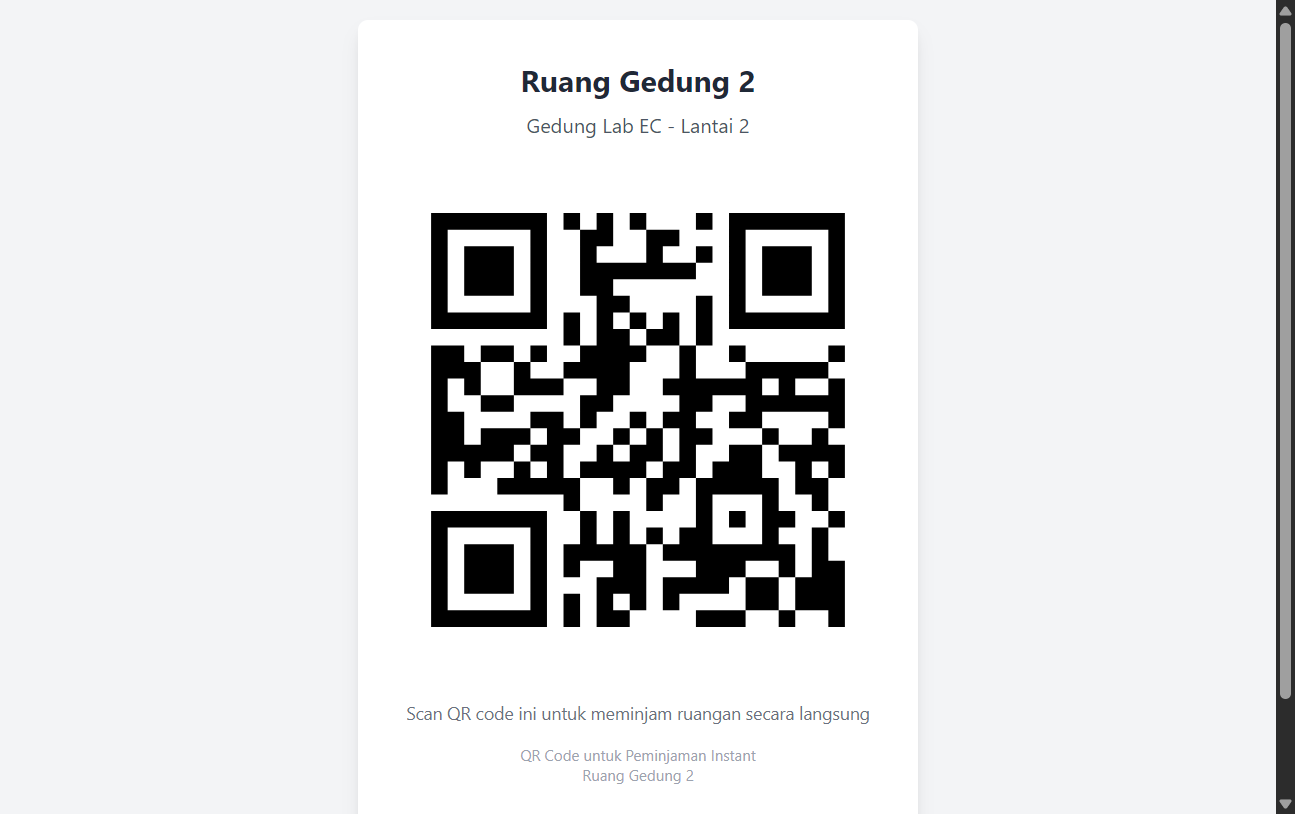 Ruang Gedung 2
Gedung Lab EC - Lantai 2
Scan QR code ini untuk meminjam ruangan secara langsung
QR Code untuk Peminjaman Instant
Ruang Gedung 2